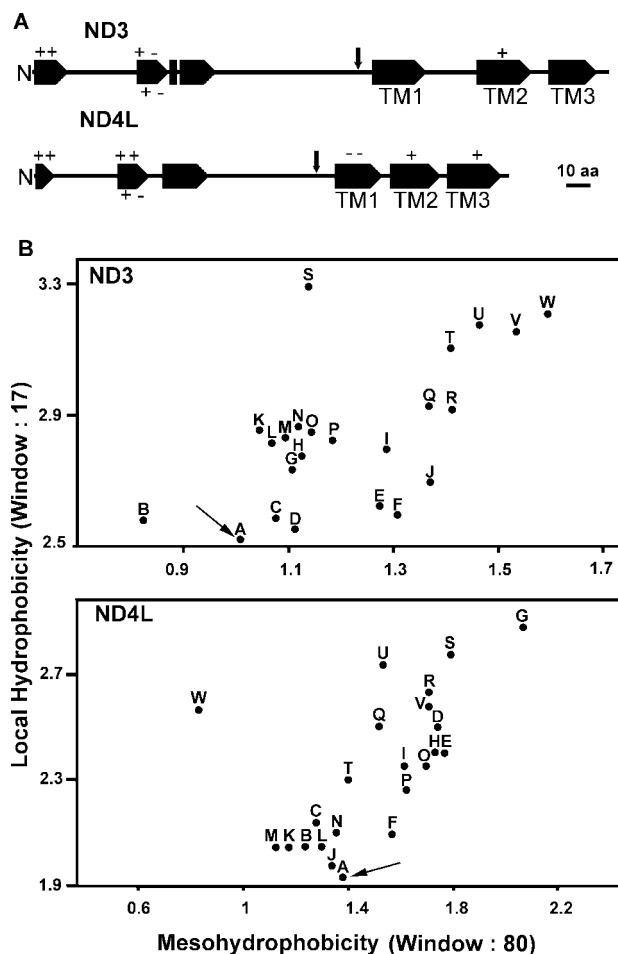 A
ND3
++ + - +
N
+ - TM1 TM2 TM3
ND4L
++ ++ -- + +
N
+ - TM1 TM2 TM3
10 aa
B
ND3
S
3.3
W
U V
T
2.9
Q R
K L M N O P
H I
G J
E F
B C D
A
2.5
0.9 1.1 1.3 1.5 1.7
ND4L
G
S
2.7
U
R
W V
Q D
H E
I O
2.3
T P
C
N F
M K B L
J A
1.9
0.6 1 1.4 1.8 2.2
Local Hydrophobicity (Window : 17)
Mesohydrophobicity (Window : 80)